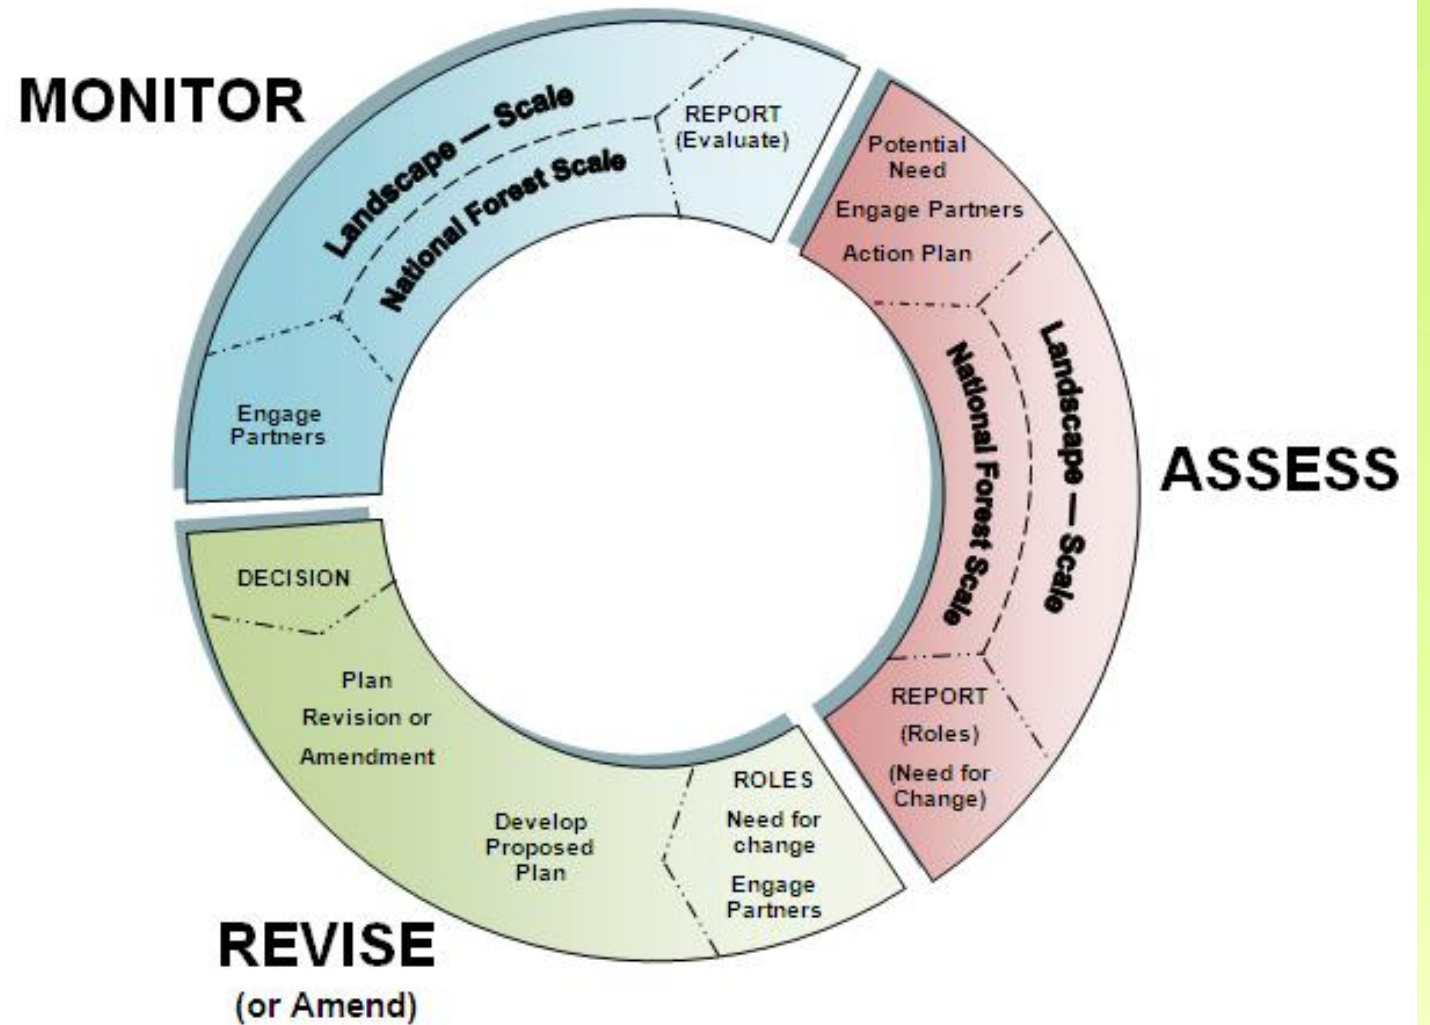 MONITOR
Landscape — Scale
National Forest Scale
REPORT
(Evaluate)
Engage
Partners
Potential
Need
Engage Partners
Action Plan
Landscape — Scale
National Forest Scale
ASSESS
REPORT
(Roles)
(Need for
Change)
ROLES
Need for
change
Engage
Partners
Develop
Proposed
Plan
Plan
Revision or
Amendment
DECISION
REVISE
(or Amend)